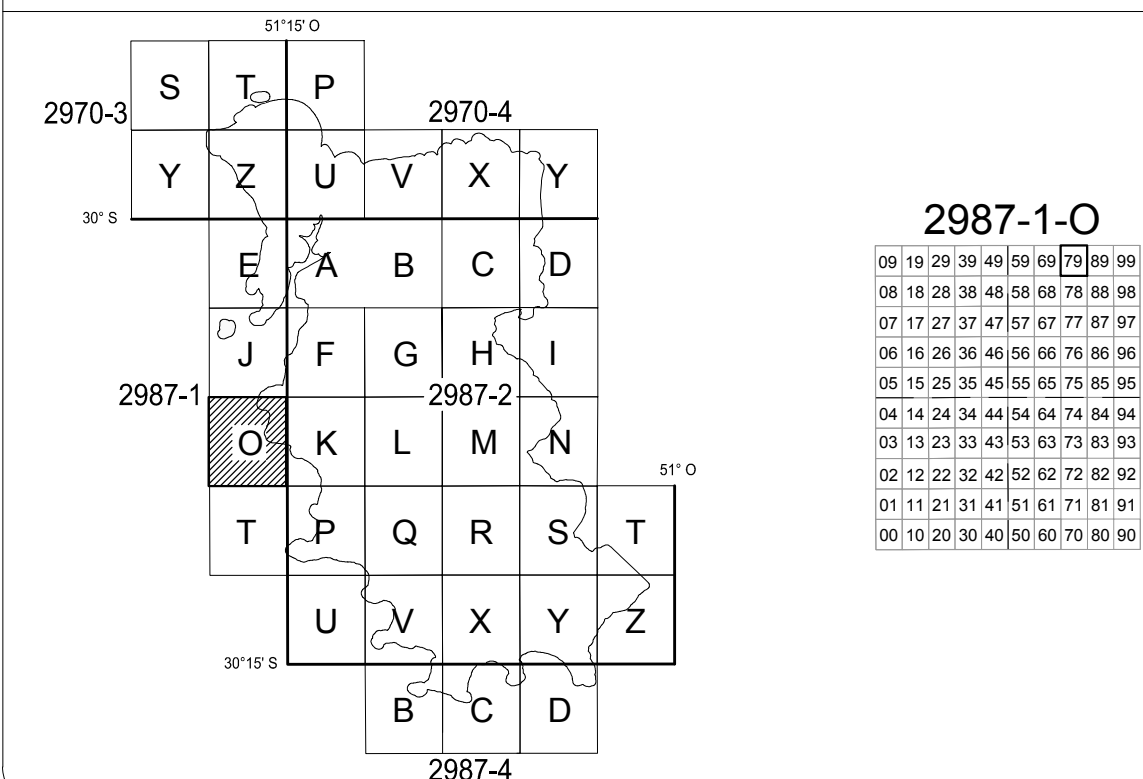 51°15' O
S T P
2970-3 2970-4
Y Z U V X Y
30° S
E A B C D
J F G H I
2987-1 2987-2
O K L M N
51° O
T P Q R S T
U V X Y Z
30°15' S
B C D
2987-4
2987-1-O
09 19 29 39 49 59 69 79 89 99
08 18 28 38 48 58 68 78 88 98
07 17 27 37 47 57 67 77 87 97
06 16 26 36 46 56 66 76 86 96
05 15 25 35 45 55 65 75 85 95
04 14 24 34 44 54 64 74 84 94
03 13 23 33 43 53 63 73 83 93
02 12 22 32 42 52 62 72 82 92
01 11 21 31 41 51 61 71 81 91
00 10 20 30 40 50 60 70 80 90